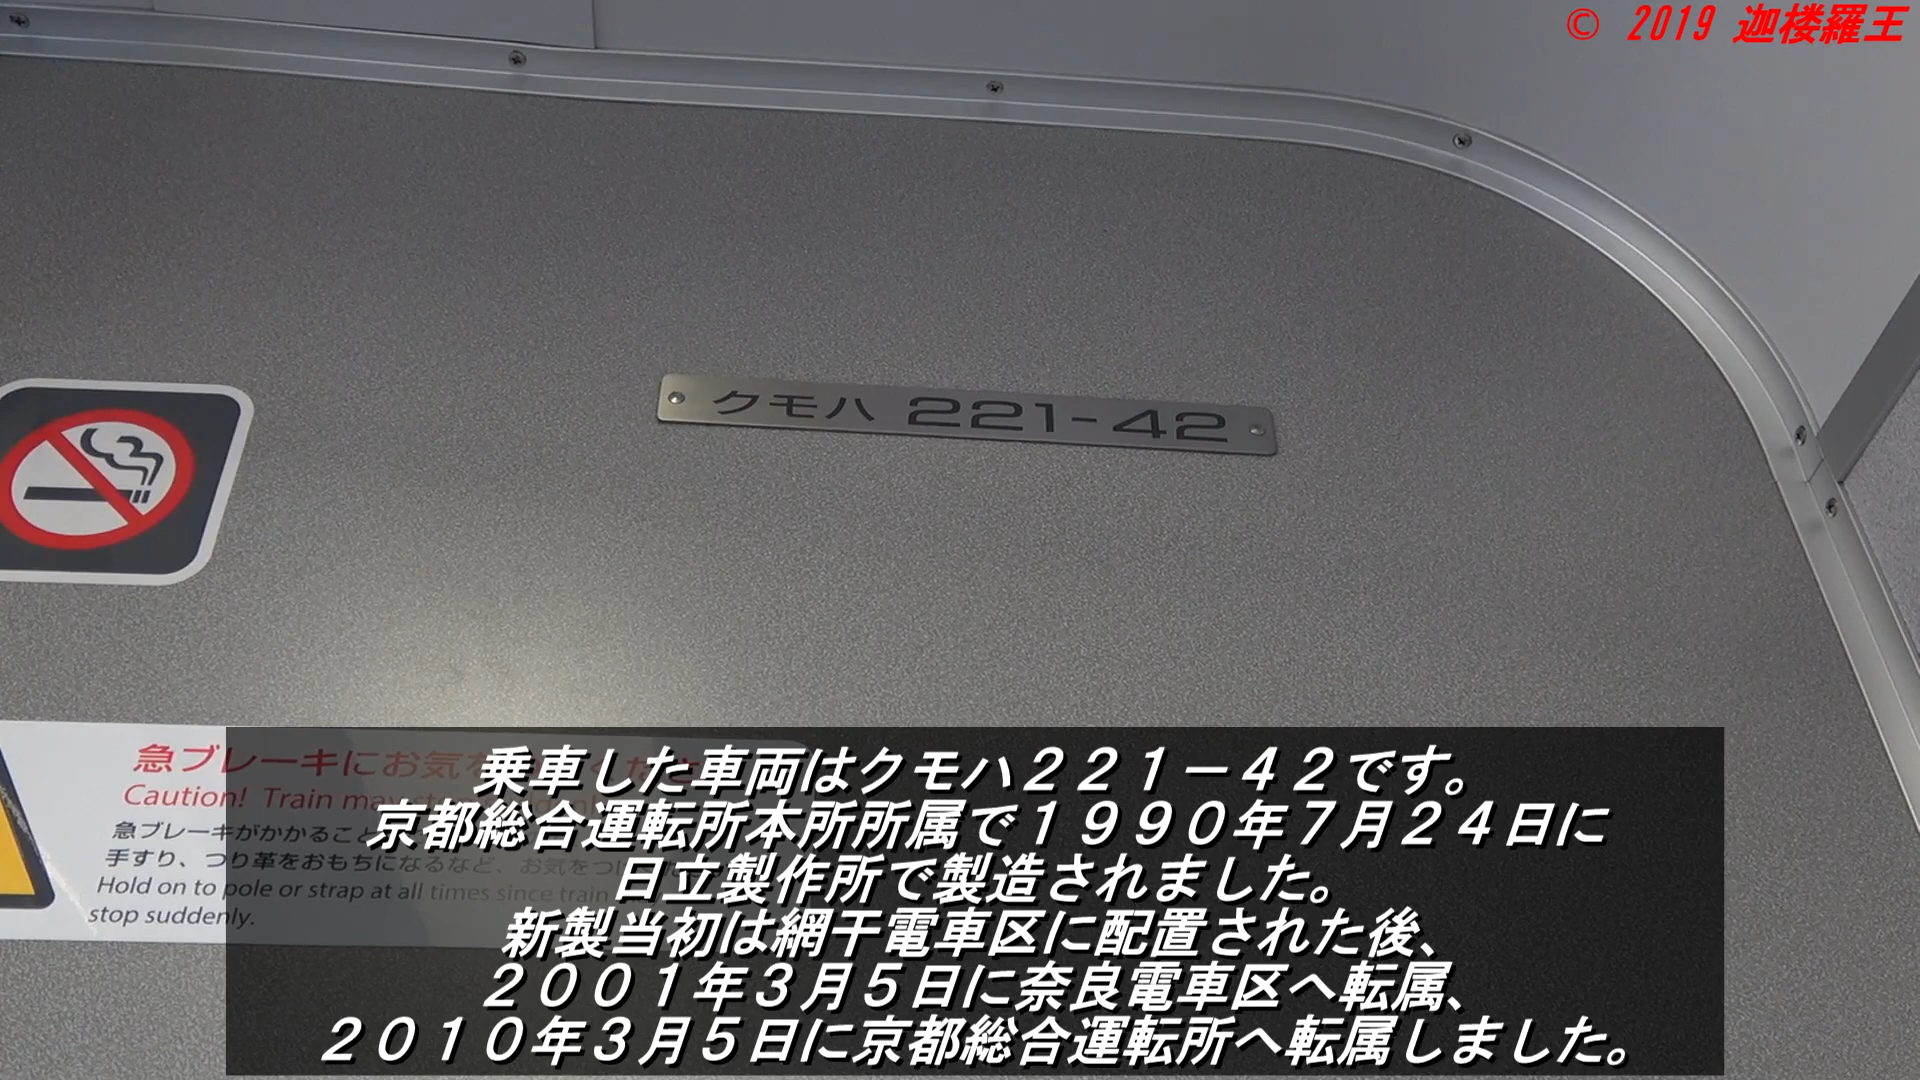 © 2019 迦楼羅王
クモハ 221-42
急ブレーキにお気を
Caution! Train may
急ブレーキがかかること
手すり、つり革をおもちになるなど、お気をつ
Hold on to pole or strap at all times since train
stop suddenly.
乗車した車両はクモハ２２１－４２です。
京都総合運転所本所所属で１９９０年７月２４日に
日立製作所で製造されました。
新製当初は網干電車区に配置された後、
２００１年３月５日に奈良電車区へ転属、
２０１０年３月５日に京都総合運転所へ転属しました。